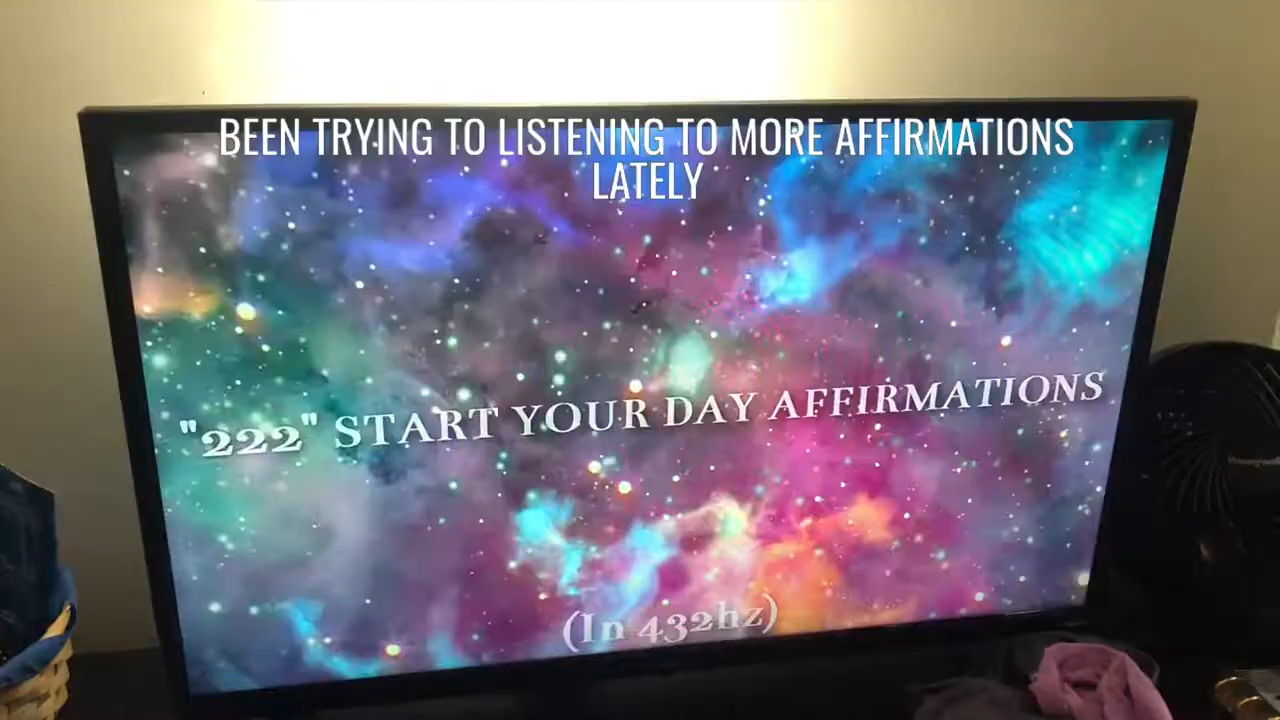 BEEN TRYING TO LISTENING TO MORE AFFIRMATIONS
LATELY
"222" START YOUR DAY AFFIRMATIONS
(In 432hz)